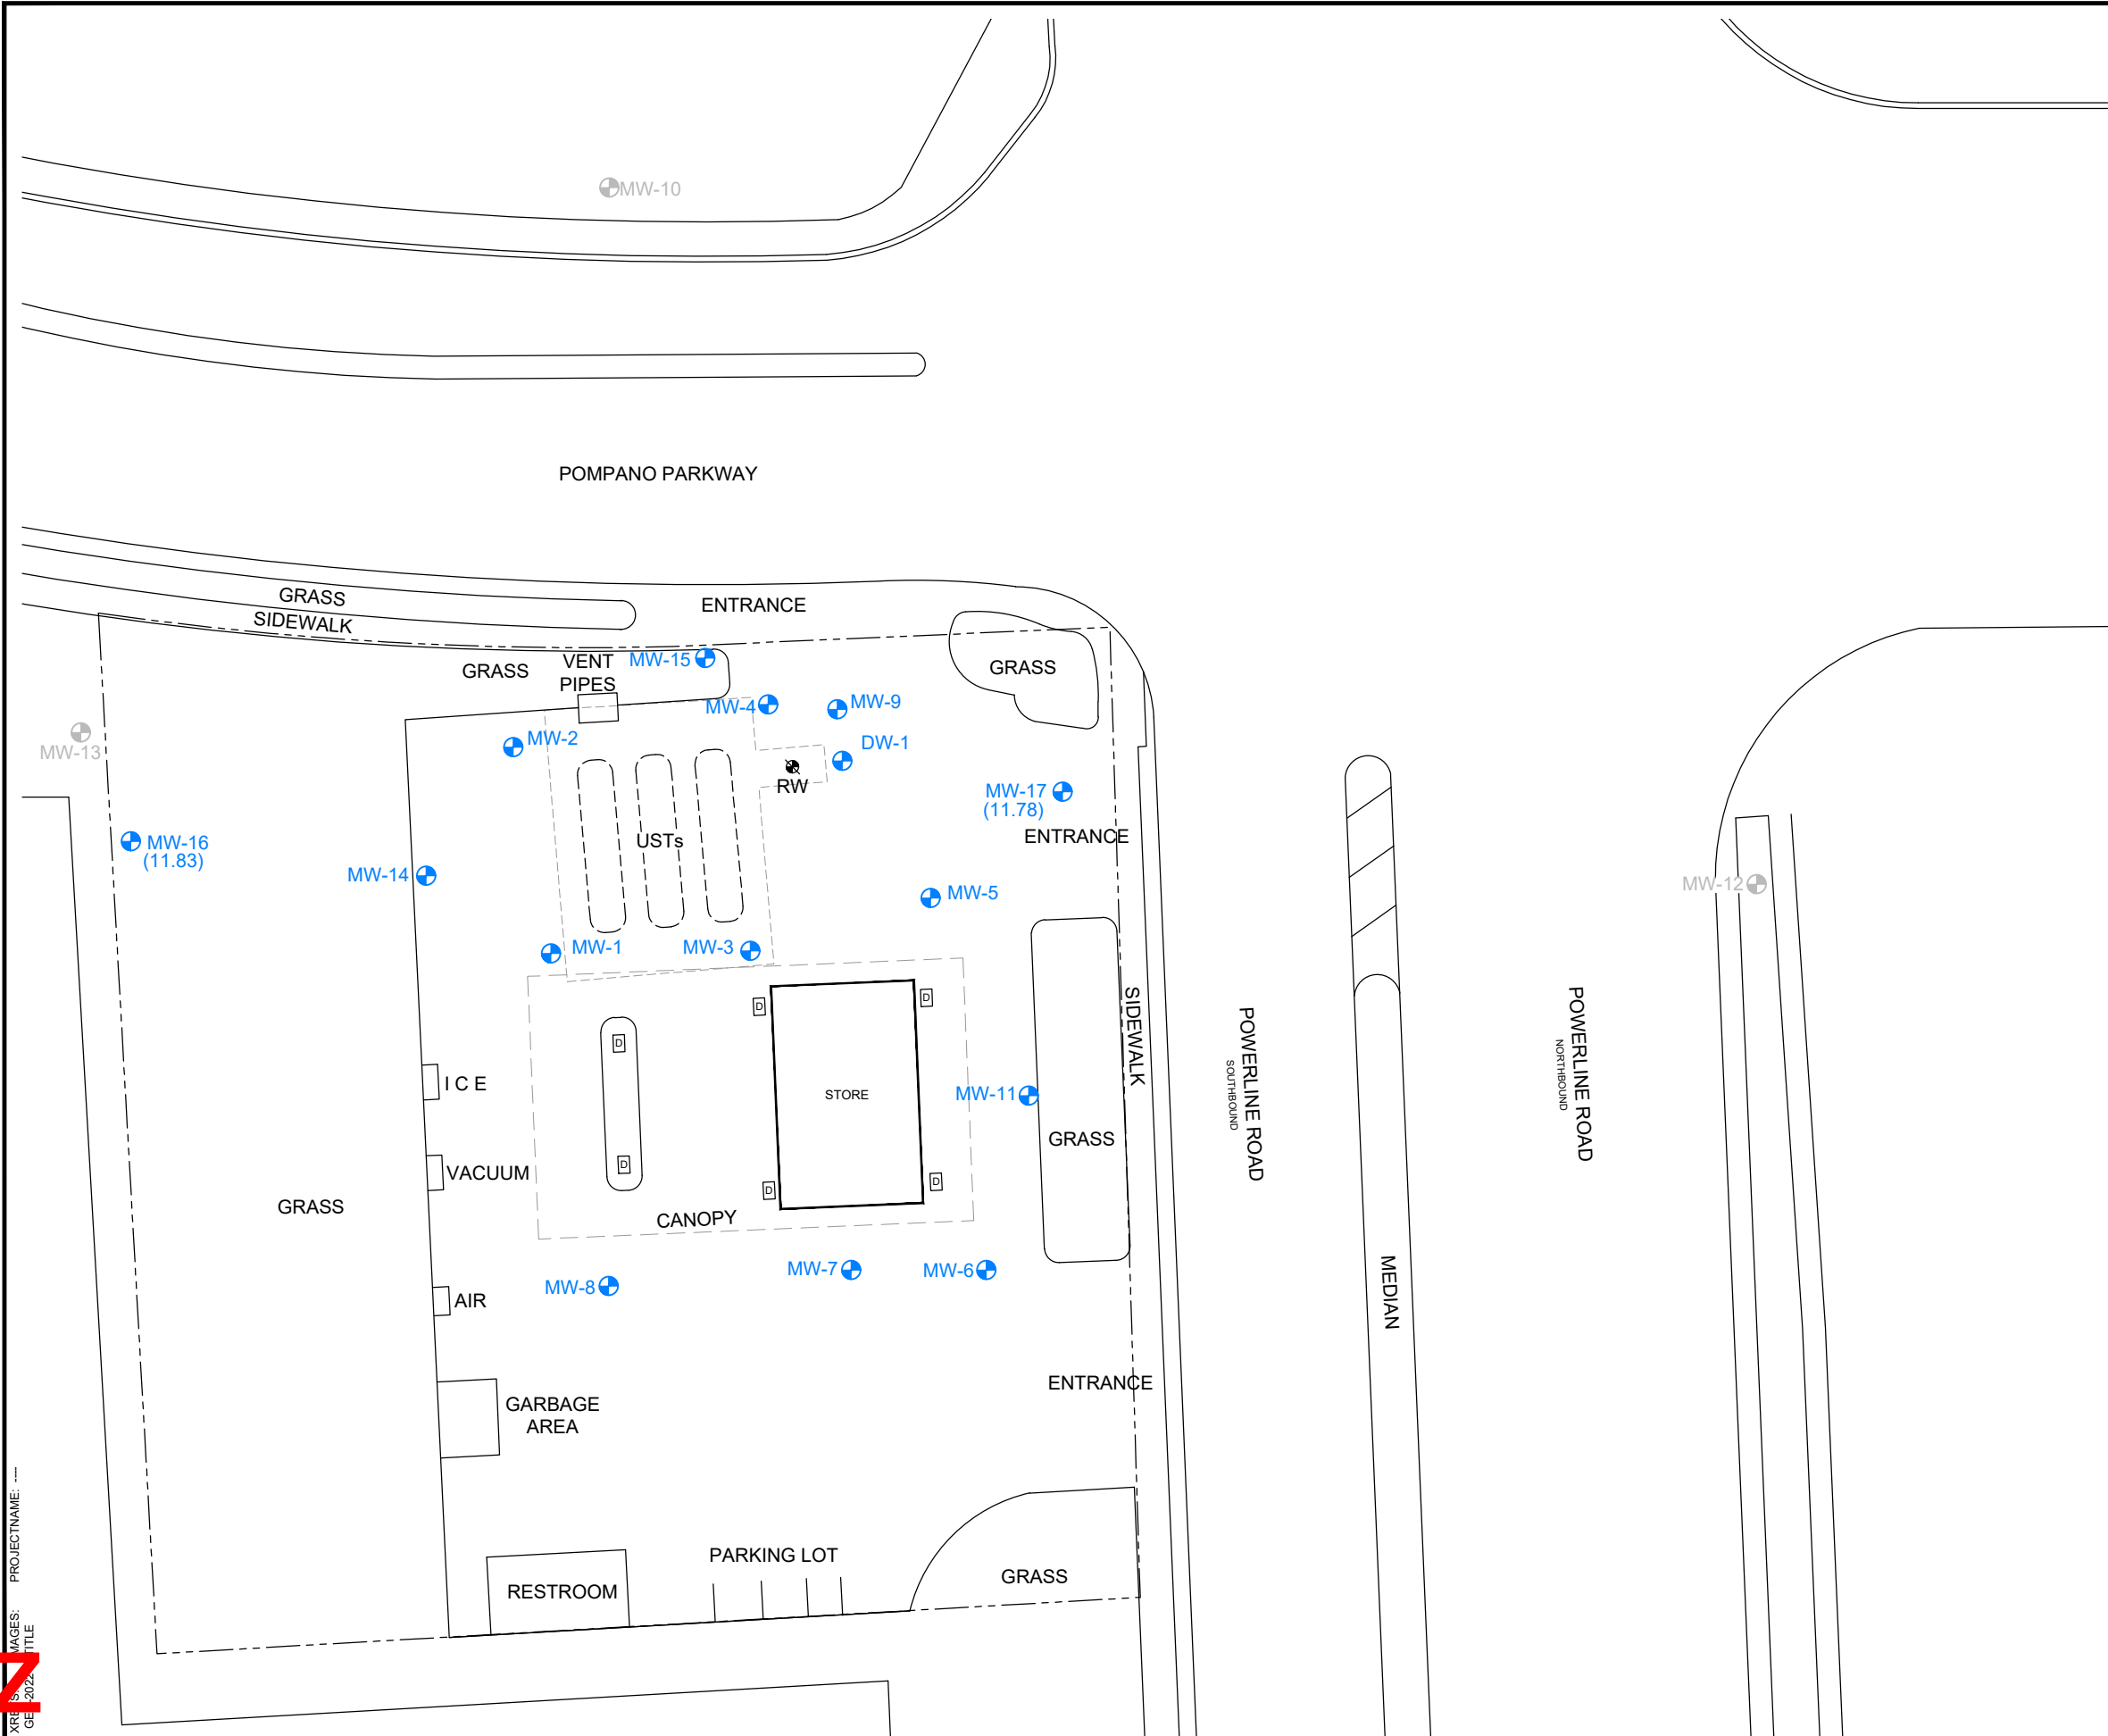 MW-10
POMPANO PARKWAY
GRASS
SIDEWALK
ENTRANCE
GRASS
VENT
PIPES
MW-15
GRASS
MW-4
MW-9
MW-13
MW-2
DW-1
RW
MW-17
(11.78)
ENTRANCE
USTs
MW-16
(11.83)
MW-14
MW-5
MW-12
MW-1
MW-3
D
D
D
D
D
D
STORE
SIDEWALK
POWERLINE ROAD
SOUTHBOUND
POWERLINE ROAD
NORTHBOUND
I C E
MW-11
GRASS
VACUUM
GRASS
CANOPY
MW-7
MW-6
MW-8
AIR
MEDIAN
ENTRANCE
GARBAGE
AREA
PARKING LOT
RESTROOM
GRASS
PROJECTNAME: ----